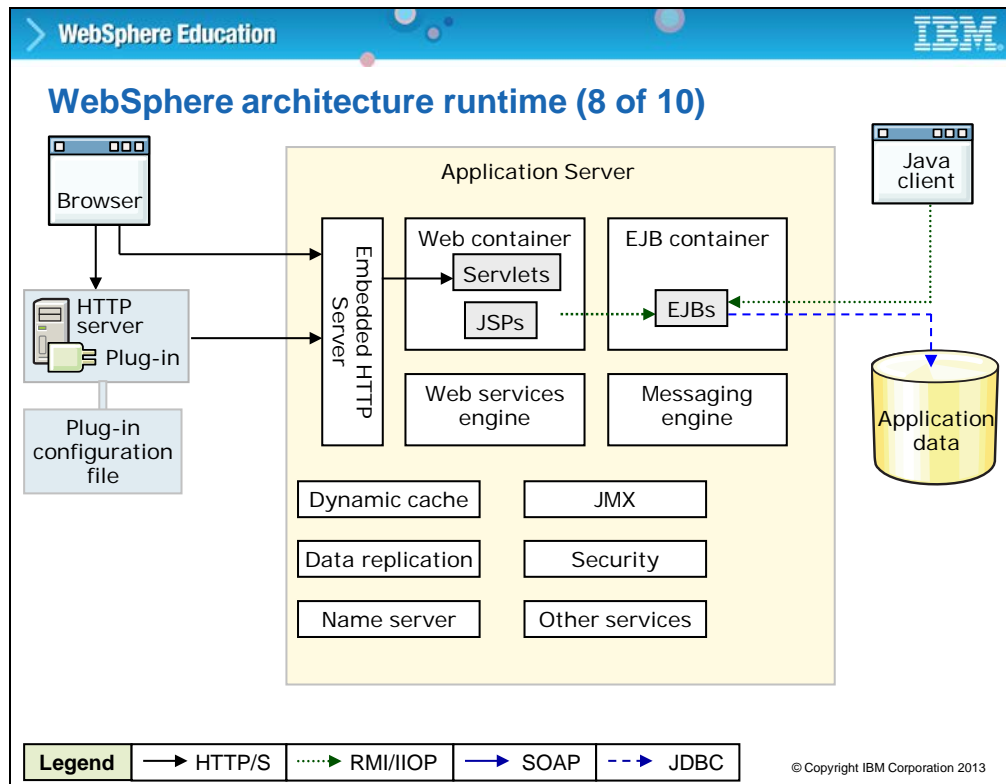 WebSphere Education
IBM
WebSphere architecture runtime (8 of 10)
Browser
HTTP
server
Plug-in
Plug-in
configuration
file
Application Server
Embedded HTTP
Server
Web container
Servlets
JSPs
EJB container
EJBs
Web services
engine
Messaging
engine
Dynamic cache
JMX
Data replication
Security
Name server
Other services
Java
client
Application
data
Legend
HTTP/S
RMI/IIOP
SOAP
JDBC
© Copyright IBM Corporation 2013